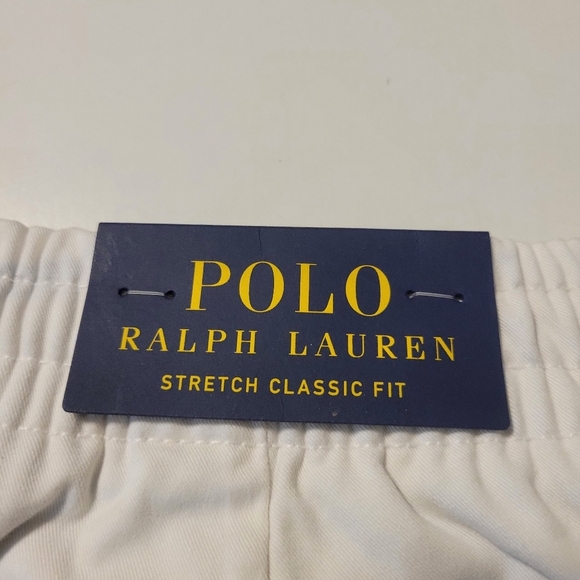 POLO
RALPH LAUREN
STRETCH CLASSIC FIT